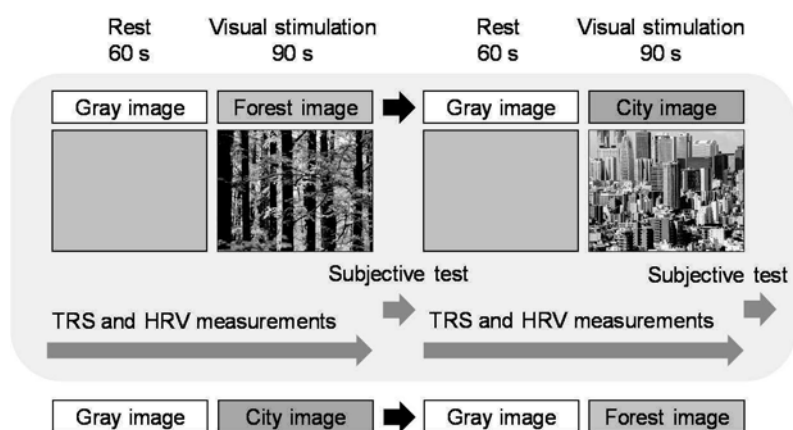 Rest Visual stimulation Rest Visual stimulation
60 s 90 s 60 s 90 s
Gray image Forest image Gray image City image
Subjective test Subjective test
TRS and HRV measurements TRS and HRV measurements
Gray image City image Gray image Forest image